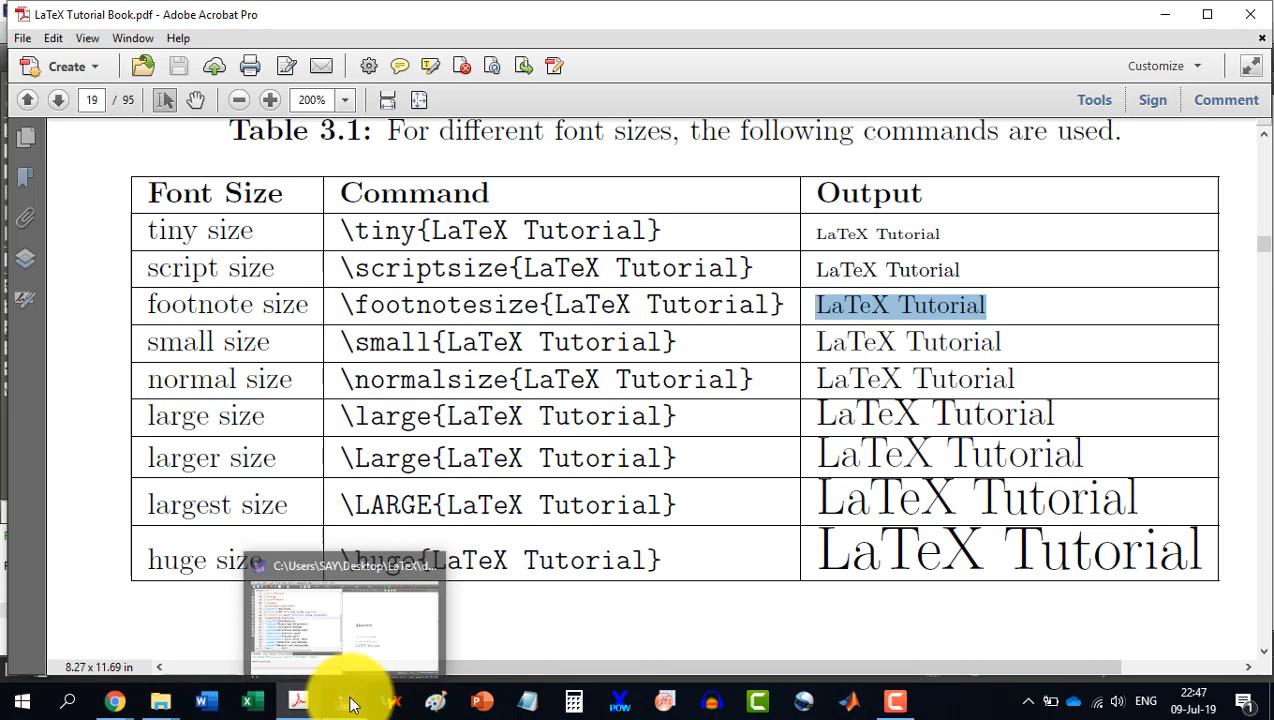 LaTeX Tutorial Book.pdf - Adobe Acrobat Pro
File Edit View Window Help
Create Customize
19 / 95 200% Tools Sign Comment
Table 3.1: For different font sizes, the following commands are used.
Font Size Command Output
tiny size \tiny{LaTeX Tutorial} LaTeX Tutorial
script size \scriptsize{LaTeX Tutorial} LaTeX Tutorial
footnote size \footnotesize{LaTeX Tutorial} LaTeX Tutorial
small size \small{LaTeX Tutorial} LaTeX Tutorial
normal size \normalsize{LaTeX Tutorial} LaTeX Tutorial
large size \large{LaTeX Tutorial} LaTeX Tutorial
larger size \Large{LaTeX Tutorial} LaTeX Tutorial
largest size \LARGE{LaTeX Tutorial} LaTeX Tutorial
huge size \huge{LaTeX Tutorial} LaTeX Tutorial
C:\Users\SAY\Desktop\LaTeX\d...
Abstract
8.27 x 11.69 in
POW
ENG
22:47
09-Jul-19
1